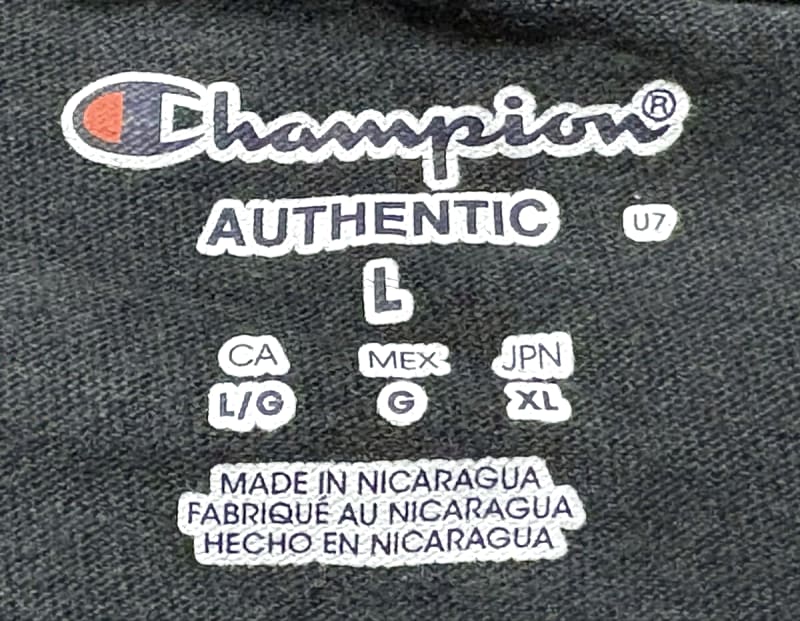 Champion®
AUTHENTIC U7
L
CA MEX JPN
L/G G XL
MADE IN NICARAGUA
FABRIQUÉ AU NICARAGUA
HECHO EN NICARAGUA